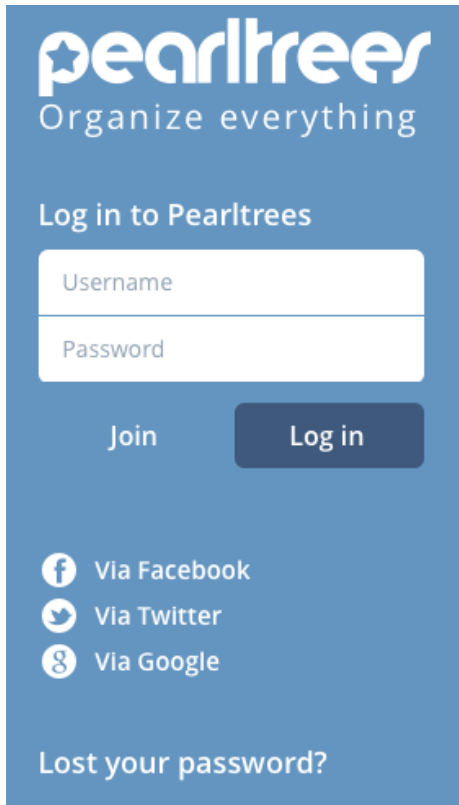 pearltrees
Organize everything
Log in to Pearltrees
Username
Password
Join
Log in
Via Facebook
Via Twitter
Via Google
Lost your password?